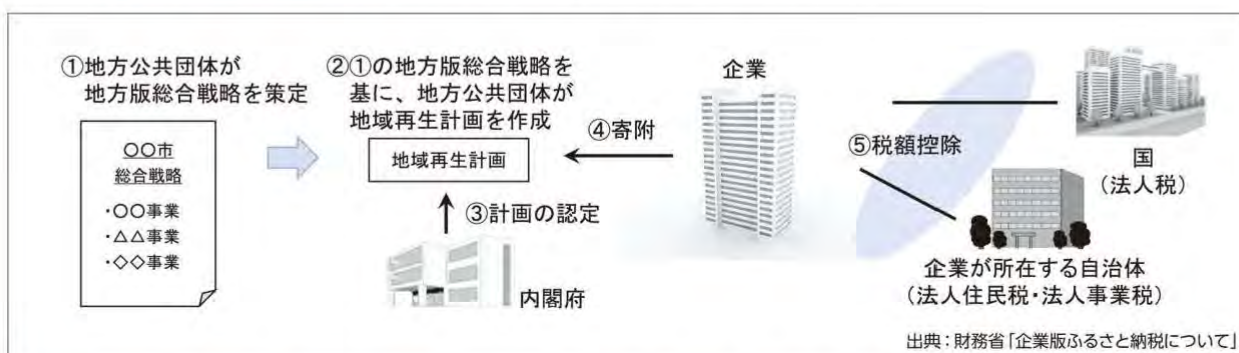 ①地方公共団体が
地方版総合戦略を策定
〇〇市
総合戦略
・〇〇事業
・△△事業
・◇◇事業
②①の地方版総合戦略を
基に、地方公共団体が
地域再生計画を作成
地域再生計画
③計画の認定
内閣府
④寄附
企業
⑤税額控除
国
(法人税)
企業が所在する自治体
(法人住民税・法人事業税)
出典:財務省「企業版ふるさと納税について」